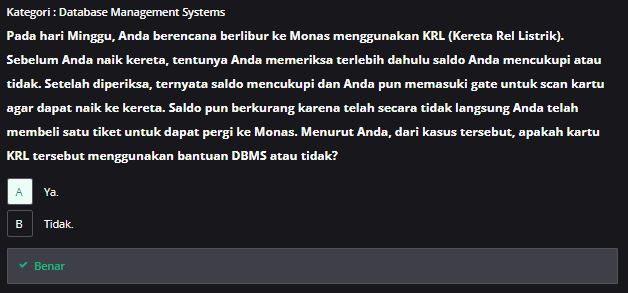 Kategori : Database Management Systems
Pada hari Minggu, Anda berencana berlibur ke Monas menggunakan KRL (Kereta Rel Listrik).
Sebelum Anda naik kereta, tentunya Anda memeriksa terlebih dahulu saldo Anda mencukupi atau
tidak. Setelah diperiksa, ternyata saldo mencukupi dan Anda pun memasuki gate untuk scan kartu
agar dapat naik ke kereta. Saldo pun berkurang karena telah secara tidak langsung Anda telah
membeli satu tiket untuk dapat pergi ke Monas. Menurut Anda, dari kasus tersebut, apakah kartu
KRL tersebut menggunakan bantuan DBMS atau tidak?
A Ya.
B Tidak.
Benar